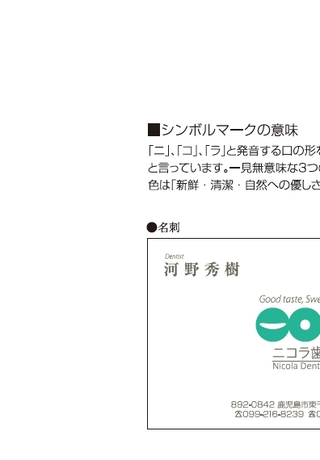 ■シンボルマークの意味
「ニ」、「コ」、「ラ」と発音する口の形を
と言っています。一見無意味な3つの
色は「新鮮・清潔・自然への優しさ
●名刺
Dentist
河野秀樹
Good taste, Swe
ニコラ歯
Nicola Dent
892-0842 鹿児島市東千
☎099-216-8239 ☎0